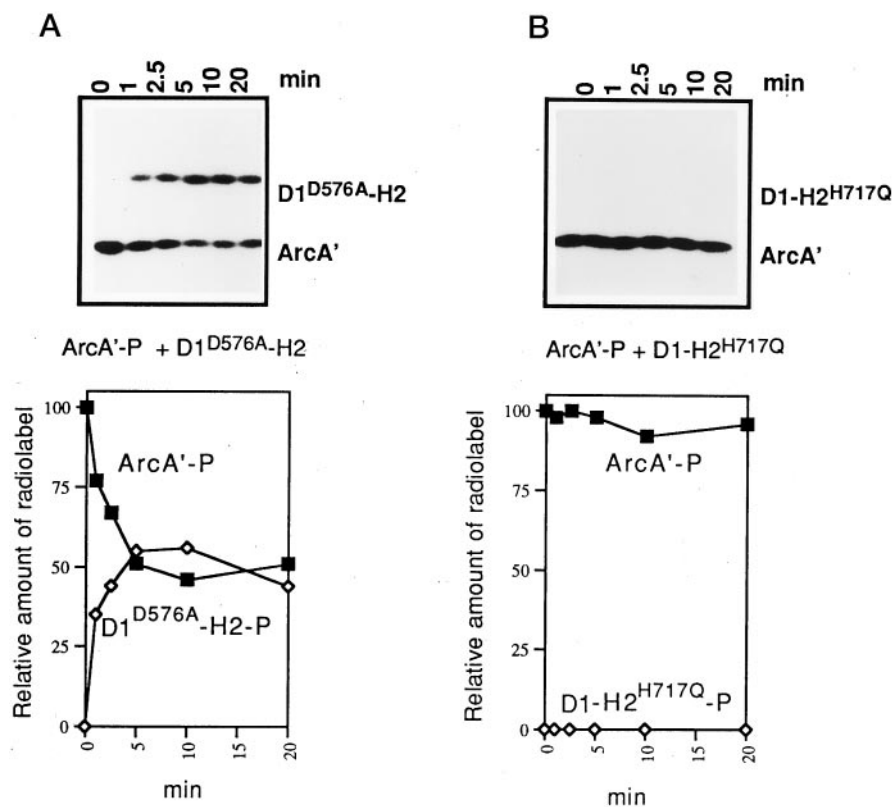 A
0 1 2.5 5 10 20 min
D1D576A-H2
ArcA'
ArcA'-P + D1D576A-H2
Relative amount of radiolabel
100
75
50
25
0
ArcA'-P
D1D576A-H2-P
0 5 10 15 20
min
B
0 1 2.5 5 10 20 min
D1-H2H717Q
ArcA'
ArcA'-P + D1-H2H717Q
Relative amount of radiolabel
100
75
50
25
0
ArcA'-P
D1-H2H717Q-P
0 5 10 15 20
min